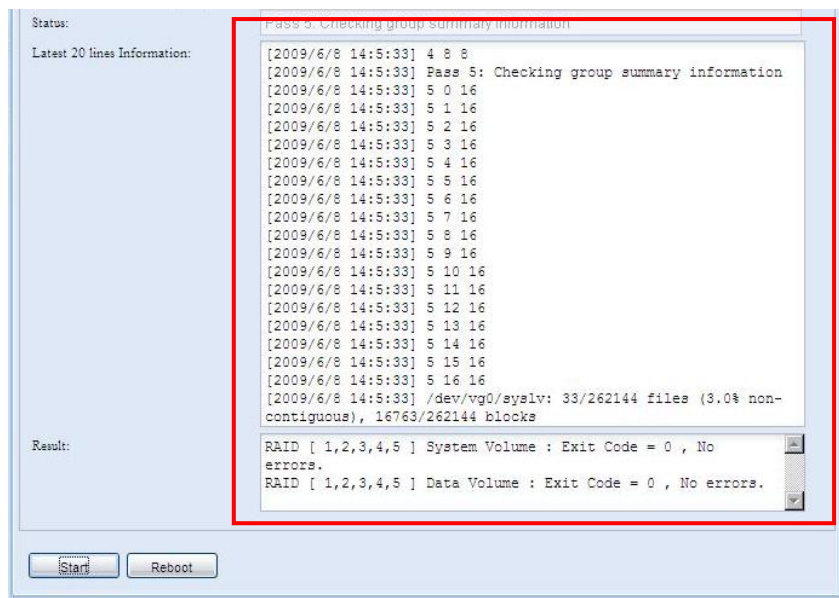 Status:
Pass 5: Checking group summary information
Latest 20 lines Information:
[2009/6/8 14:5:33] 4 8 8
[2009/6/8 14:5:33] Pass 5: Checking group summary information
[2009/6/8 14:5:33] 5 0 16
[2009/6/8 14:5:33] 5 1 16
[2009/6/8 14:5:33] 5 2 16
[2009/6/8 14:5:33] 5 3 16
[2009/6/8 14:5:33] 5 4 16
[2009/6/8 14:5:33] 5 5 16
[2009/6/8 14:5:33] 5 6 16
[2009/6/8 14:5:33] 5 7 16
[2009/6/8 14:5:33] 5 8 16
[2009/6/8 14:5:33] 5 9 16
[2009/6/8 14:5:33] 5 10 16
[2009/6/8 14:5:33] 5 11 16
[2009/6/8 14:5:33] 5 12 16
[2009/6/8 14:5:33] 5 13 16
[2009/6/8 14:5:33] 5 14 16
[2009/6/8 14:5:33] 5 15 16
[2009/6/8 14:5:33] 5 16 16
[2009/6/8 14:5:33] /dev/vg0/syslv: 33/262144 files (3.0% non-
contiguous), 16763/262144 blocks
Result:
RAID [ 1,2,3,4,5 ] System Volume : Exit Code = 0 , No
errors.
RAID [ 1,2,3,4,5 ] Data Volume : Exit Code = 0 , No errors.
Start
Reboot